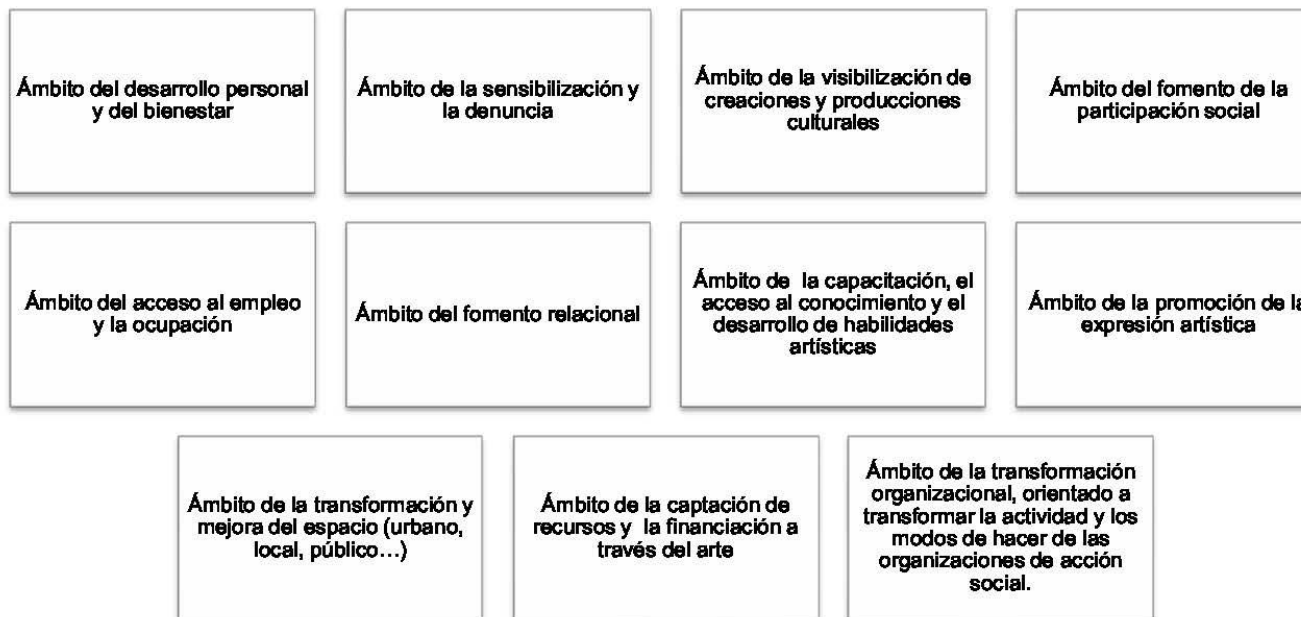 Ámbito del desarrollo personal
y del bienestar
Ámbito de la sensibilización y
la denuncia
Ámbito de la visibilización de
creaciones y producciones
culturales
Ámbito del fomento de la
participación social
Ámbito del acceso al empleo
y la ocupación
Ámbito del fomento relacional
Ámbito de la capacitación, el
acceso al conocimiento y el
desarrollo de habilidades
artísticas
Ámbito de la promoción de la
expresión artística
Ámbito de la transformación y
mejora del espacio (urbano,
local, público…)
Ámbito de la captación de
recursos y la financiación a
través del arte
Ámbito de la transformación
organizacional, orientado a
transformar la actividad y los
modos de hacer de las
organizaciones de acción
social.